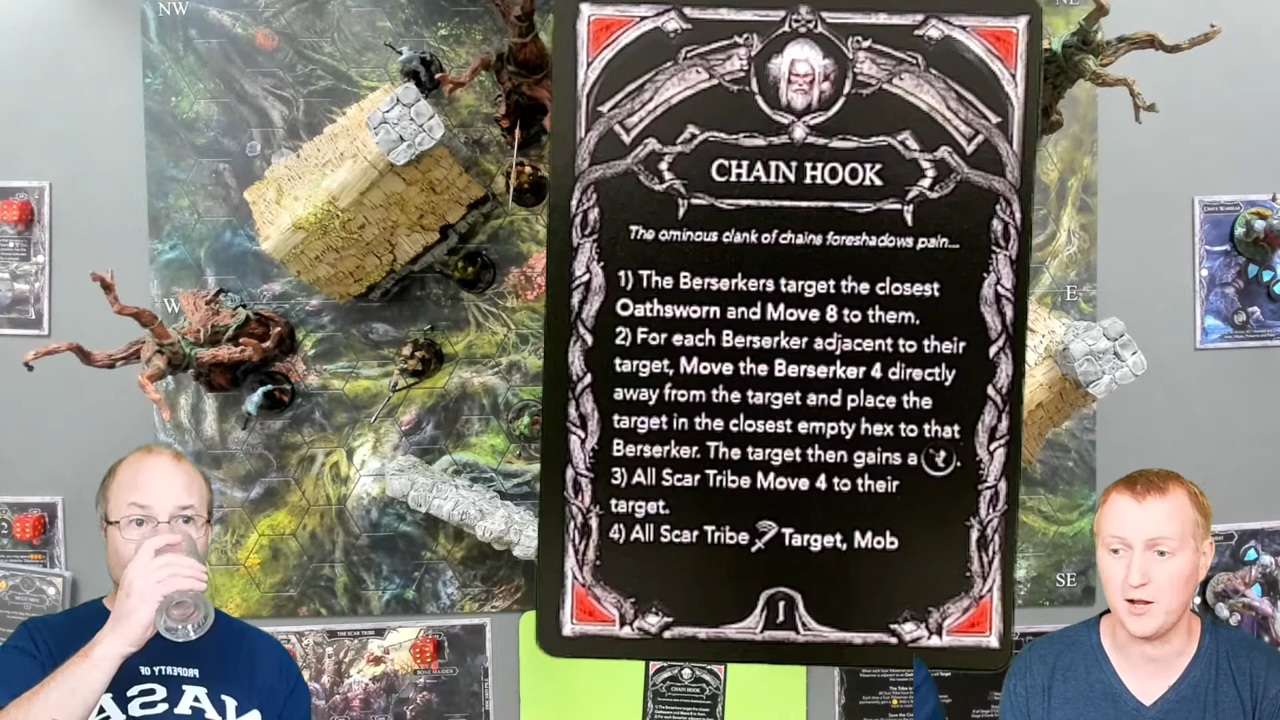 NW
NE
CHAIN HOOK
The ominous clank of chains foreshadows pain...
1) The Berserkers target the closest
Oathsworn and Move 8 to them.
2) For each Berserker adjacent to their
target, Move the Berserker 4 directly
away from the target and place the
target in the closest empty hex to that
Berserker. The target then gains a
3) All Scar Tribe Move 4 to their
target.
4) All Scar Tribe Target, Mob
W
E
SE
THE SCAR TRIBE
BONE MAIDEN
CHAIN HOOK
PROPERTY OF
NASA